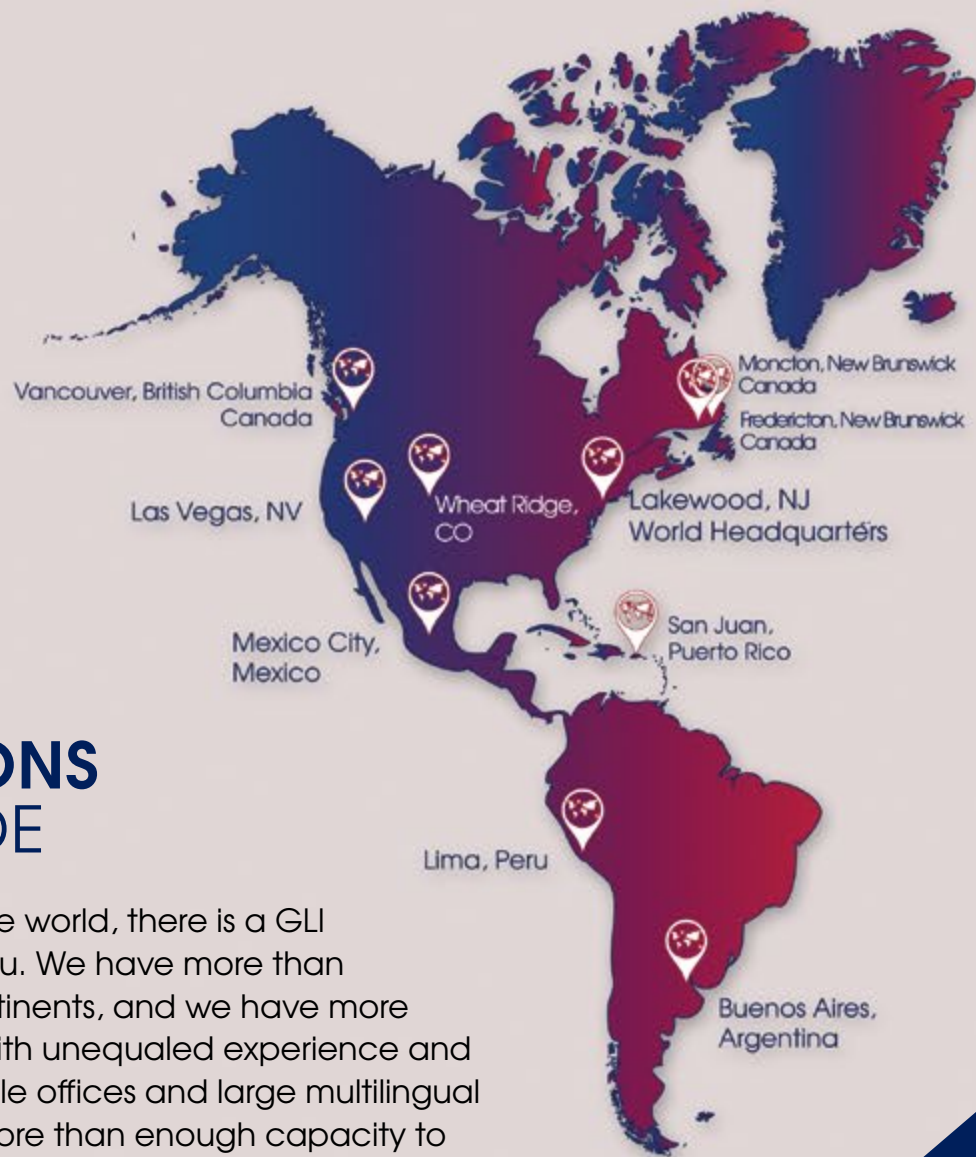 Moncton, New Brunswick
Canada
Vancouver, British Columbia
Canada
Fredericton, New Brunswick
Canada
Las Vegas, NV
Wheat Ridge,
CO
Lakewood, NJ
World Headquarters
San Juan,
Puerto Rico
Mexico City,
Mexico
ONS
DE
Lima, Peru
e world, there is a GLI
u. We have more than
tinents, and we have more
ith unequaled experience and
le offices and large multilingual
ore than enough capacity to
Buenos Aires,
Argentina